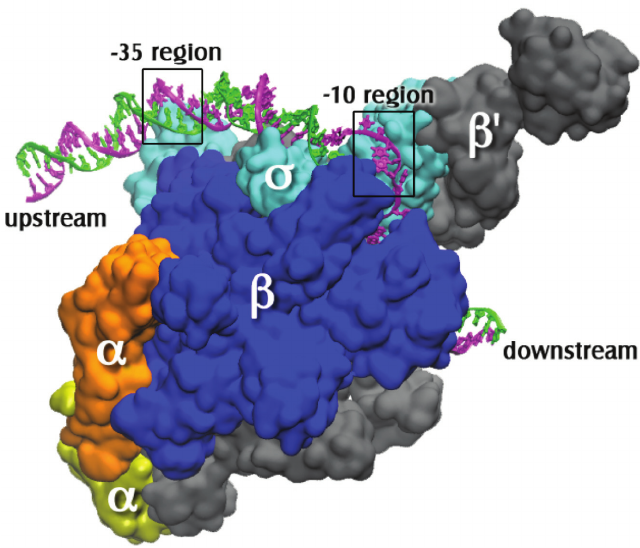 -35 region
-10 region
β'
σ
upstream
β
α
downstream
α